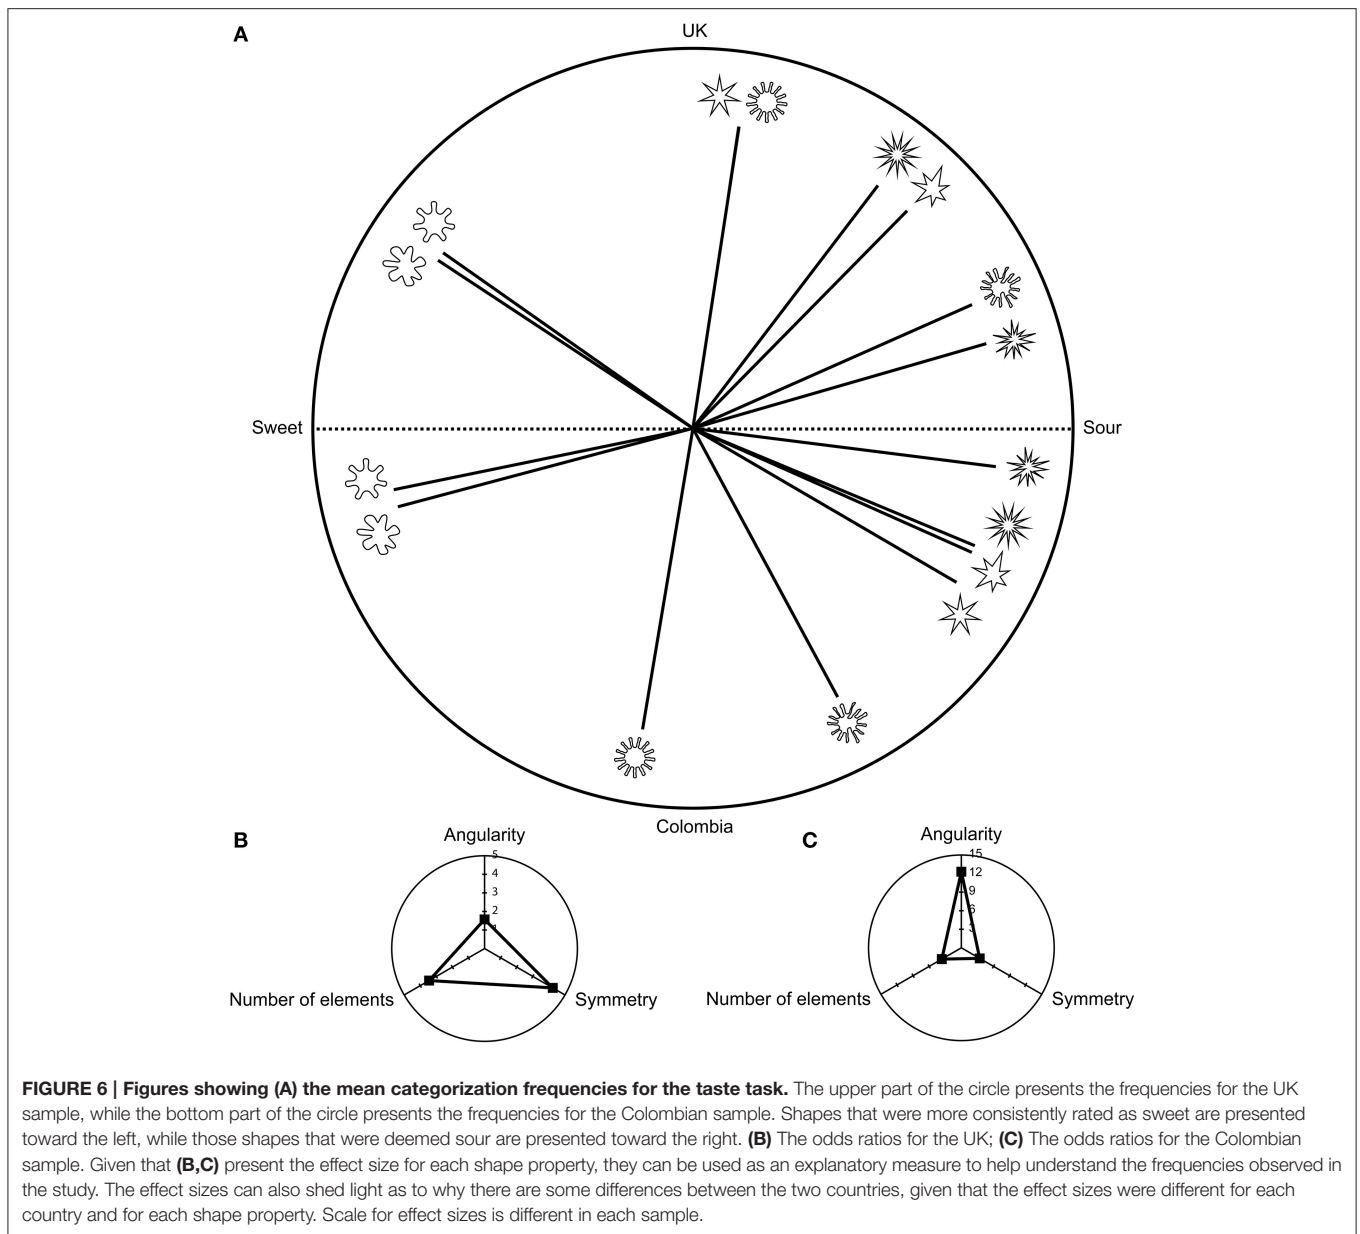 A
UK
Sweet
Sour
Colombia
B
Angularity
5
4
3
2
1
Number of elements
Symmetry
C
Angularity
15
12
9
6
3
Number of elements
Symmetry
FIGURE 6 | Figures showing (A) the mean categorization frequencies for the taste task. The upper part of the circle presents the frequencies for the UK
sample, while the bottom part of the circle presents the frequencies for the Colombian sample. Shapes that were more consistently rated as sweet are presented
toward the left, while those shapes that were deemed sour are presented toward the right. (B) The odds ratios for the UK; (C) The odds ratios for the Colombian
sample. Given that (B,C) present the effect size for each shape property, they can be used as an explanatory measure to help understand the frequencies observed in
the study. The effect sizes can also shed light as to why there are some differences between the two countries, given that the effect sizes were different for each
country and for each shape property. Scale for effect sizes is different in each sample.